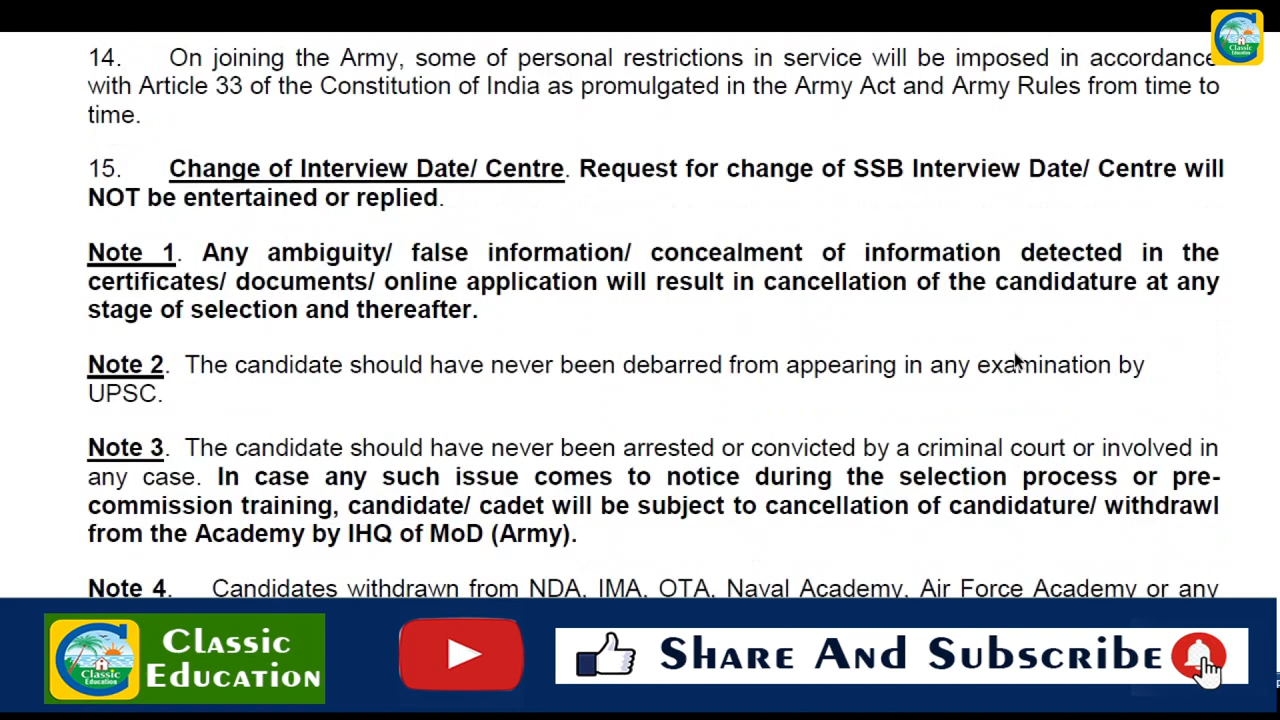 14. On joining the Army, some of personal restrictions in service will be imposed in accordance
with Article 33 of the Constitution of India as promulgated in the Army Act and Army Rules from time to
time.
15. Change of Interview Date/ Centre. Request for change of SSB Interview Date/ Centre will
NOT be entertained or replied.
Note 1. Any ambiguity/ false information/ concealment of information detected in the
certificates/ documents/ online application will result in cancellation of the candidature at any
stage of selection and thereafter.
Note 2. The candidate should have never been debarred from appearing in any examination by
UPSC.
Note 3. The candidate should have never been arrested or convicted by a criminal court or involved in
any case. In case any such issue comes to notice during the selection process or pre-
commission training, candidate/ cadet will be subject to cancellation of candidature/ withdrawl
from the Academy by IHQ of MoD (Army).
Note 4. Candidates withdrawn from NDA, IMA, OTA, Naval Academy, Air Force Academy or any
Classic
Education
Classic
Education
Classic
Education
Share And Subscribe